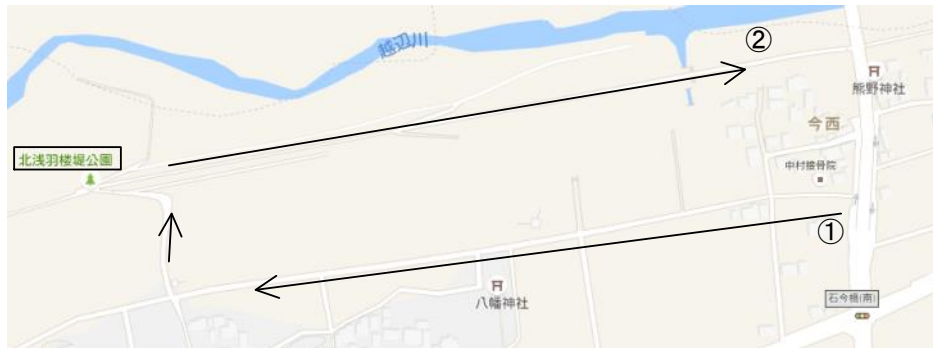 ②
越辺川
熊野神社
今西
北浅羽桜堤公園
中村接骨院
①
八幡神社
石今橋(南)